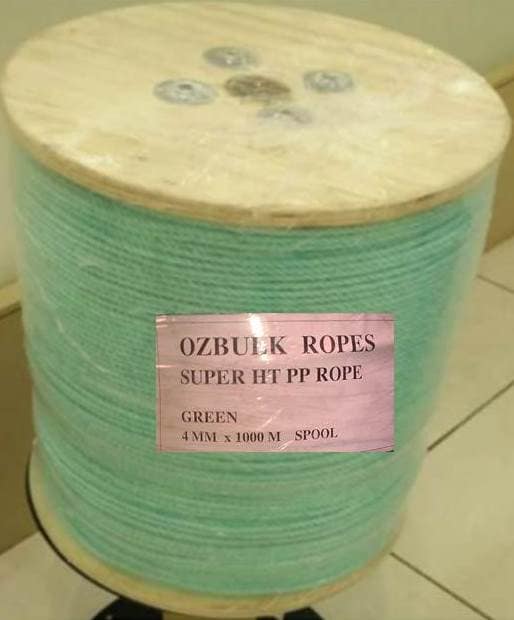 OZBULK ROPES
SUPER HT PP ROPE
GREEN
4 MM x 1000 M SPOOL